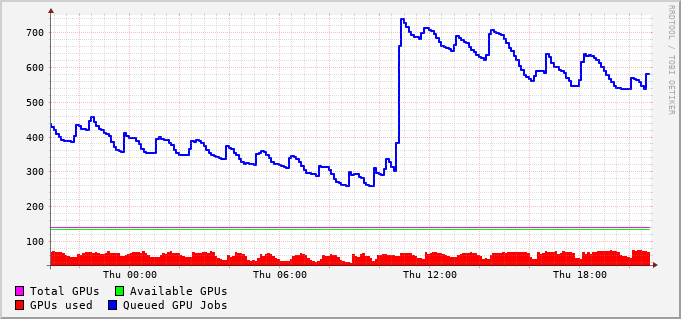 RRDTOOL / TOBI OETIKER
700
600
500
400
300
200
100
Thu 00:00 Thu 06:00 Thu 12:00 Thu 18:00
Total GPUs Available GPUs
GPUs used Queued GPU Jobs